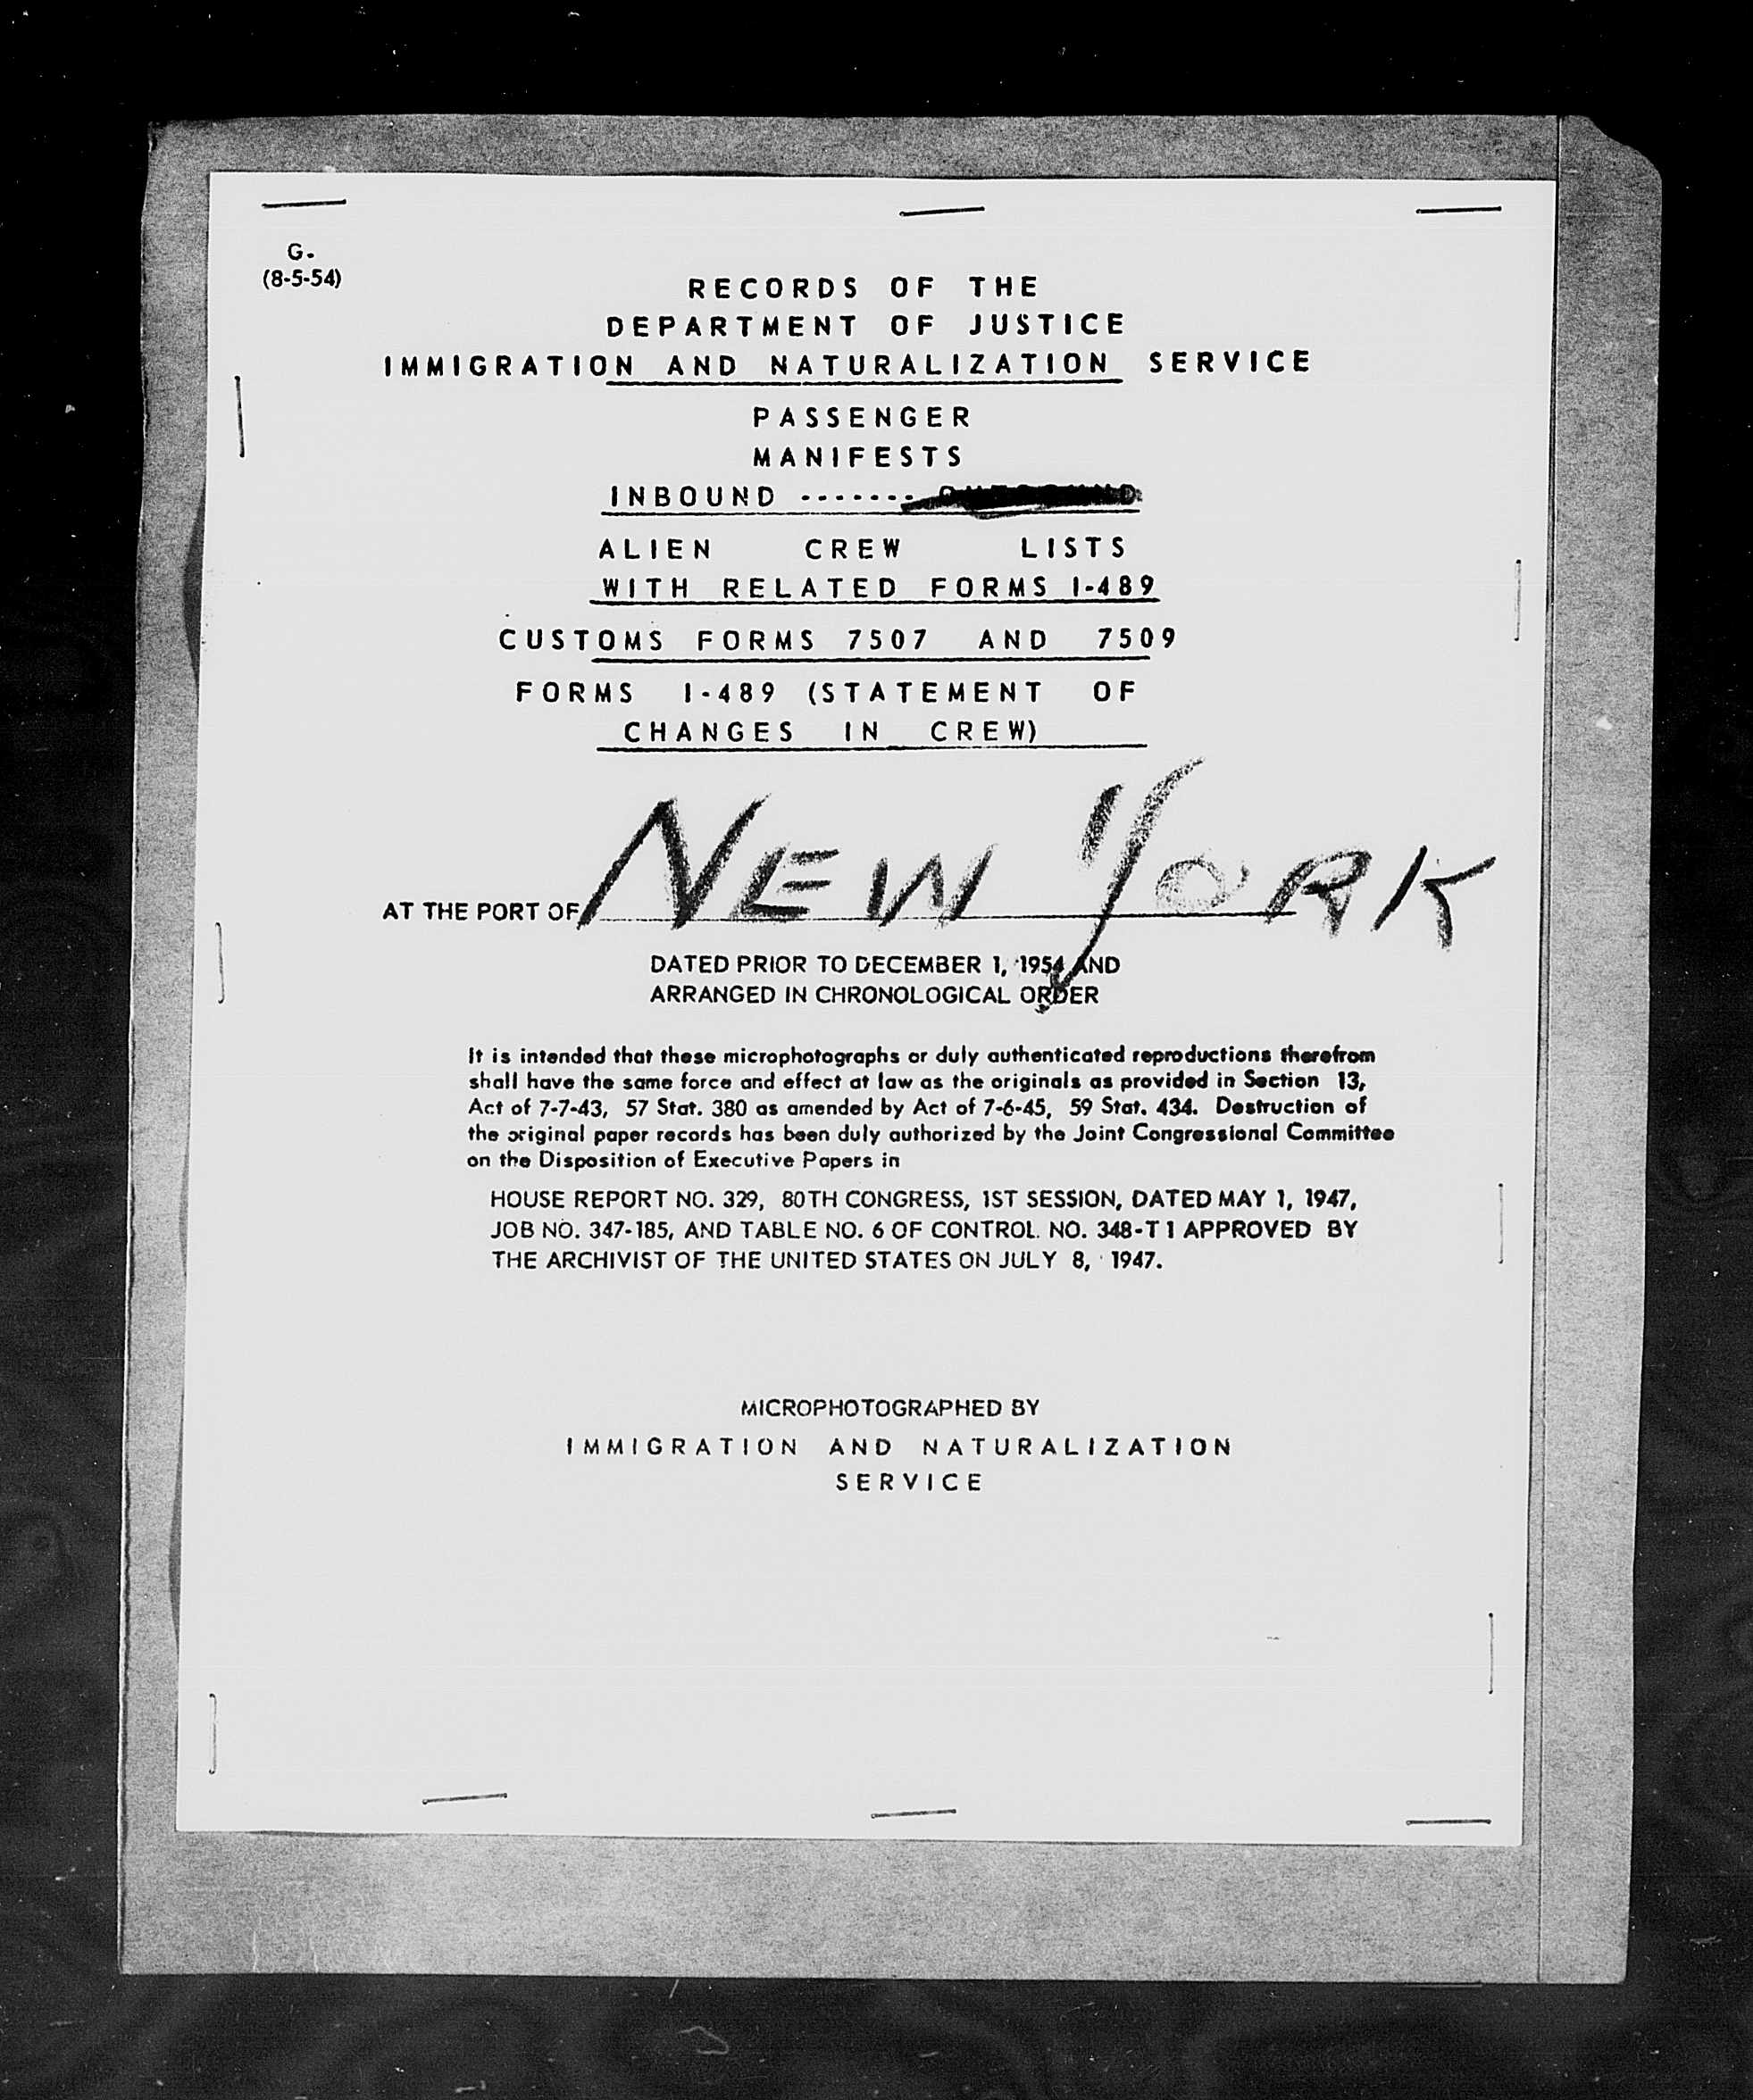 G.
(8-5-54)
RECORDS OF THE
DEPARTMENT OF JUSTICE
IMMIGRATION AND NATURALIZATION SERVICE
PASSENGER
MANIFESTS
INBOUND -------
ALIEN CREW LISTS
WITH RELATED FORMS I-489
CUSTOMS FORMS 7507 AND 7509
FORMS I-489 (STATEMENT OF
CHANGES IN CREW)
AT THE PORT OF NEW YORK
DATED PRIOR TO DECEMBER 1, 1954 AND
ARRANGED IN CHRONOLOGICAL ORDER
It is intended that these microphotographs or duly authenticated reproductions therefrom
shall have the same force and effect at law as the originals as provided in Section 13,
Act of 7-7-43, 57 Stat. 380 as amended by Act of 7-6-45, 59 Stat. 434. Destruction of
the original paper records has been duly authorized by the Joint Congressional Committee
on the Disposition of Executive Papers in
HOUSE REPORT NO. 329, 80TH CONGRESS, 1ST SESSION, DATED MAY 1, 1947,
JOB NO. 347-185, AND TABLE NO. 6 OF CONTROL NO. 348-T1 APPROVED BY
THE ARCHIVIST OF THE UNITED STATES ON JULY 8, 1947.
MICROPHOTOGRAPHED BY
IMMIGRATION AND NATURALIZATION
SERVICE